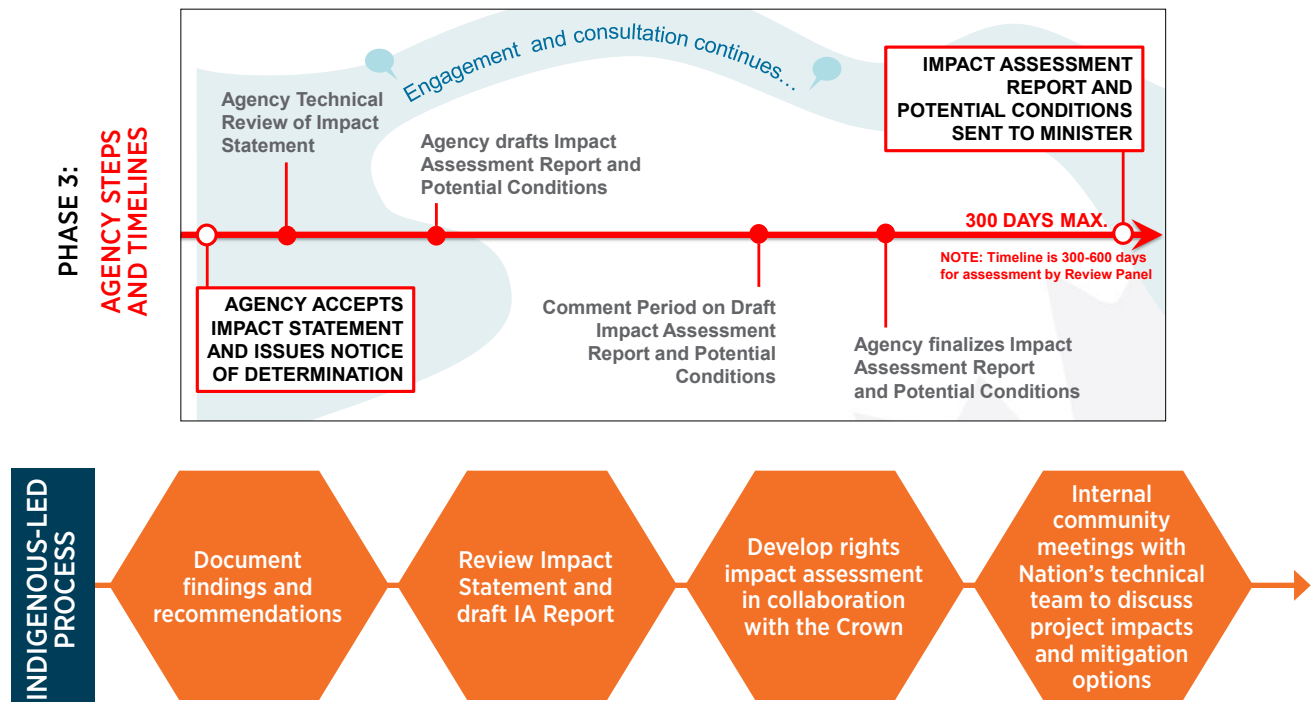 PHASE 3:
AGENCY STEPS
AND TIMELINES
Engagement and consultation continues...
Agency Technical
Review of Impact
Statement
Agency drafts Impact
Assessment Report and
Potential Conditions
IMPACT ASSESSMENT
REPORT AND
POTENTIAL CONDITIONS
SENT TO MINISTER
300 DAYS MAX.
NOTE: Timeline is 300-600 days
for assessment by Review Panel
AGENCY ACCEPTS
IMPACT STATEMENT
AND ISSUES NOTICE
OF DETERMINATION
Comment Period on Draft
Impact Assessment
Report and Potential
Conditions
Agency finalizes Impact
Assessment Report
and Potential Conditions
INDIGENOUS-LED
PROCESS
Document
findings and
recommendations
Review Impact
Statement and
draft IA Report
Develop rights
impact assessment
in collaboration
with the Crown
Internal
community
meetings with
Nation's technical
team to discuss
project impacts
and mitigation
options